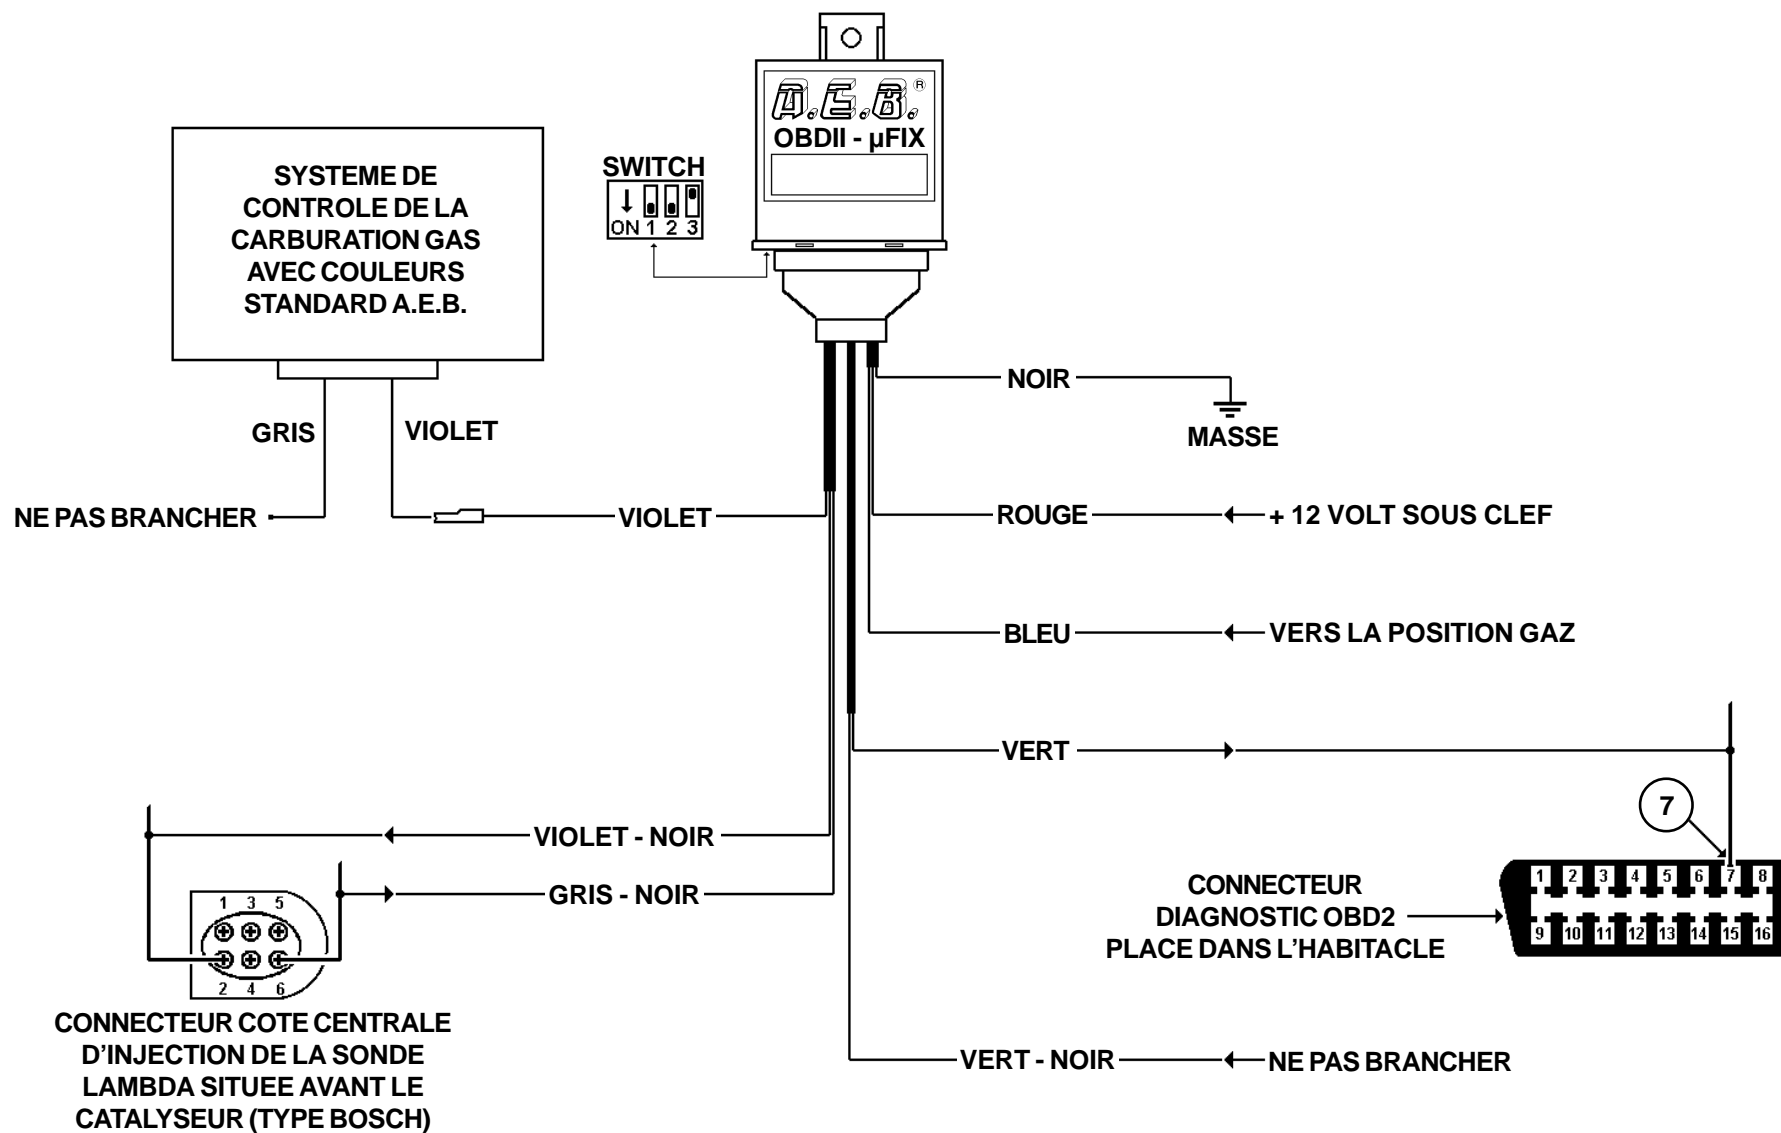 A.E.B.®
OBDII - µFIX
SWITCH
ON 1 2 3
SYSTEME DE
CONTROLE DE LA
CARBURATION GAS
AVEC COULEURS
STANDARD A.E.B.
GRIS
VIOLET
NE PAS BRANCHER
VIOLET
NOIR
MASSE
ROUGE
+ 12 VOLT SOUS CLEF
BLEU
VERS LA POSITION GAZ
VERT
7
VIOLET - NOIR
GRIS - NOIR
1 3 5
2 4 6
CONNECTEUR COTE CENTRALE
D'INJECTION DE LA SONDE
LAMBDA SITUEE AVANT LE
CATALYSEUR (TYPE BOSCH)
CONNECTEUR
DIAGNOSTIC OBD2
PLACE DANS L'HABITACLE
1 2 3 4 5 6 7 8
9 10 11 12 13 14 15 16
VERT - NOIR
NE PAS BRANCHER